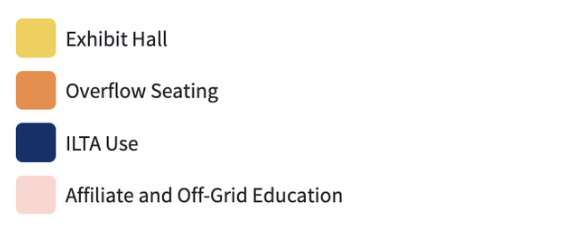 Exhibit Hall
Overflow Seating
ILTA Use
Affiliate and Off-Grid Education